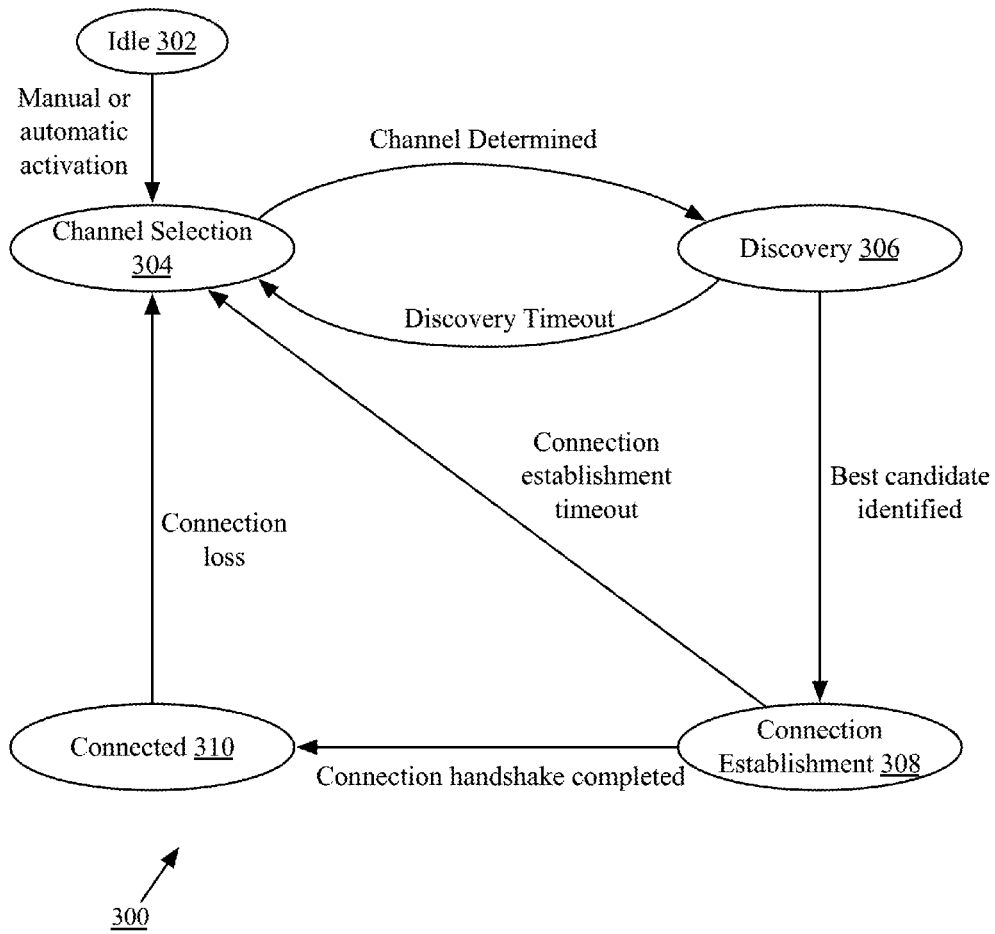 Idle 302
Manual or
automatic
activation
Channel Determined
Channel Selection
304
Discovery 306
Discovery Timeout
Connection
establishment
timeout
Best candidate
identified
Connection
loss
Connected 310
Connection
Establishment 308
Connection handshake completed
300